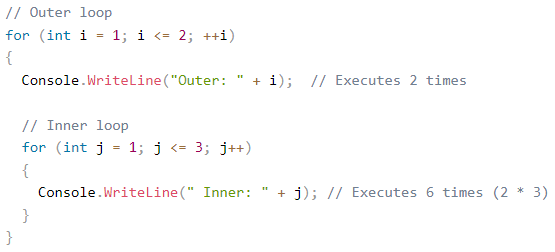 // Outer loop
for (int i = 1; i <= 2; ++i)
{
  Console.WriteLine("Outer: " + i);  // Executes 2 times

  // Inner loop
  for (int j = 1; j <= 3; j++)
  {
    Console.WriteLine(" Inner: " + j); // Executes 6 times (2 * 3)
  }
}